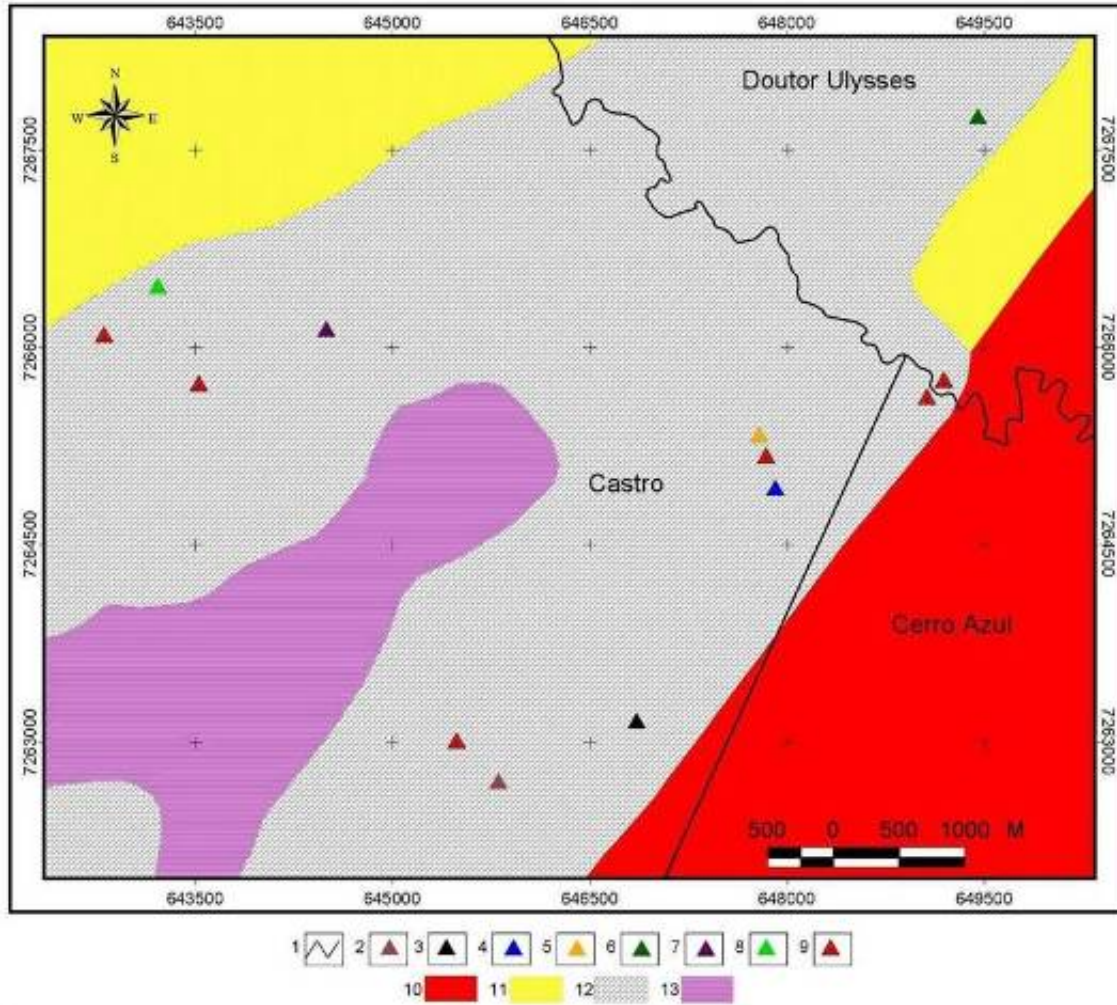 643500 645000 646500 648000 649500
Doutor Ulysses
N
W E
S
7267500 7267500
7266000 7266000
Castro
7264500 7264500
Cerro Azul
7263000 7263000
500 0 500 1000 M
643500 645000 646500 648000 649500
1 2 3 4 5 6 7 8 9
10 11 12 13